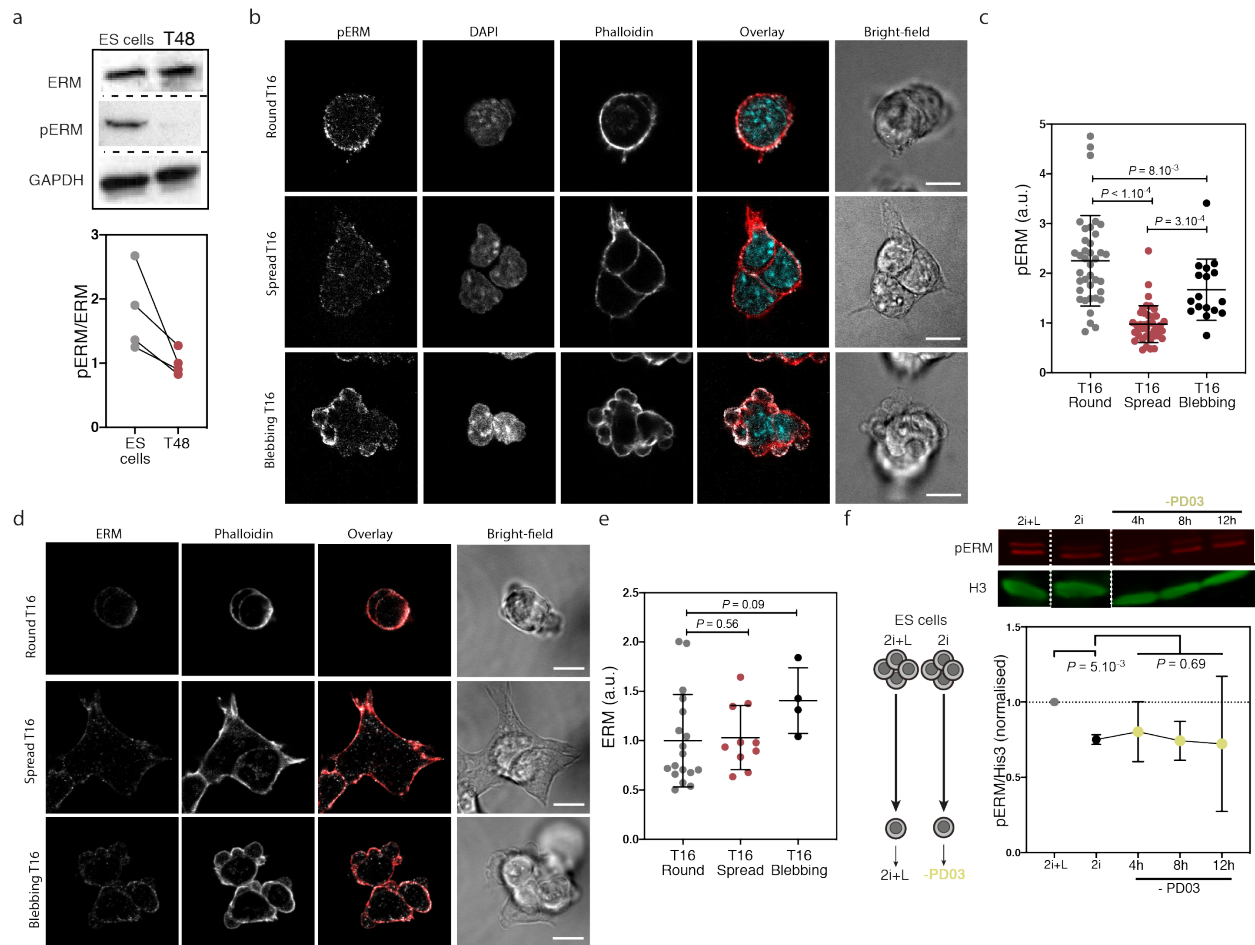 a
ES cells T48
ERM
pERM
GAPDH
3
2
1
0
pERM/ERM
ES
cells
T48
b
pERM DAPI Phalloidin Overlay Bright-field
Round T16
Spread T16
Blebbing T16
c
5
4
3
2
1
0
pERM (a.u.)
P = 8.10-3
P < 1.10-4
P = 3.10-4
T16
Round
T16
Spread
T16
Blebbing
d
ERM Phalloidin Overlay Bright-field
Round T16
Spread T16
Blebbing T16
e
2.5
2.0
1.5
1.0
0.5
0.0
ERM (a.u.)
P = 0.09
P = 0.56
T16
Round
T16
Spread
T16
Blebbing
f
-PD03
2i+L 2i 4h 8h 12h
pERM
H3
ES cells
2i+L 2i
2i+L -PD03
1.5
1.0
0.5
0.0
pERM/His3 (normalised)
P = 5.10-3
P = 0.69
2i+L 2i 4h 8h 12h
- PD03